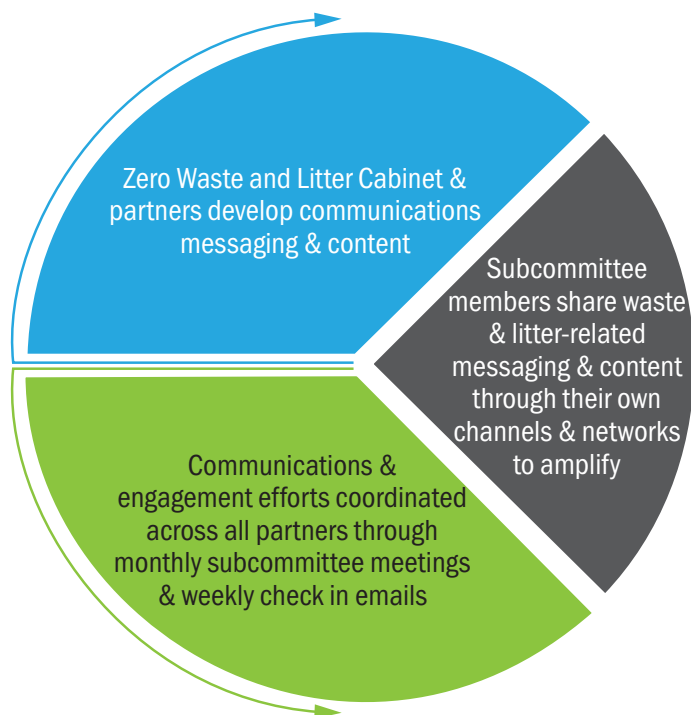 Zero Waste and Litter Cabinet &
partners develop communications
messaging & content
Subcommittee
members share waste
& litter-related
messaging & content
through their own
channels & networks
to amplify
Communications &
engagement efforts coordinated
across all partners through
monthly subcommittee meetings
& weekly check in emails